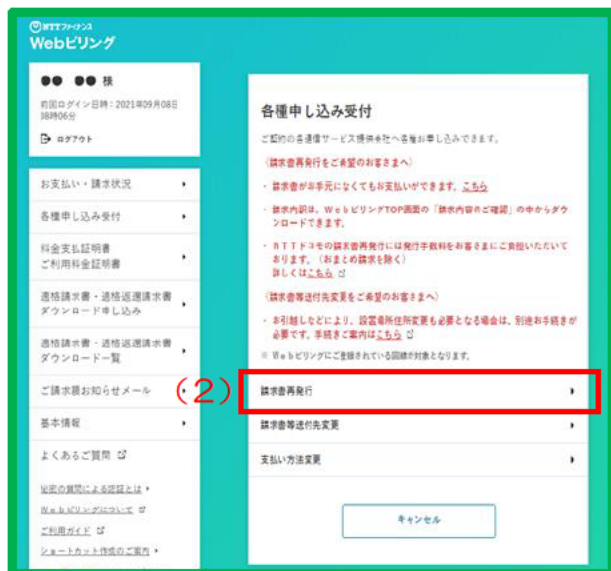 NTTファイナンス
Webビリング
●● ●● 様
前回ログイン日時：2021年09月08日
18時06分
ログアウト
お支払い・請求状況
各種申し込み受付
料金支払証明書
ご利用料金証明書
適格請求書・適格返還請求書
ダウンロード申し込み
適格請求書・適格返還請求書
ダウンロード一覧
ご請求額お知らせメール
基本情報
よくあるご質問
秘密の質問による認証とは
Webビリングについて
ご利用ガイド
ショートカット作成のご案内
各種申し込み受付
ご契約の各通信サービス提供会社へ各種お申し込みできます。
〈請求書再発行をご希望のお客さまへ〉
・ 請求書がお手元になくてもお支払いができます。こちら
・ 請求内訳は、WebビリングTOP画面の「請求内容のご確認」の中からダウ
ンロードできます。
・ NTTドコモの請求書再発行には発行手数料をお客さまにご負担いただいて
おります。（おまとめ請求を除く）
詳しくはこちら
〈請求書等送付先変更をご希望のお客さまへ〉
・ お引越しなどにより、設置場所住所変更も必要となる場合は、別途お手続きが
必要です。手続きご案内はこちら
※ Webビリングにご登録されている回線が対象となります。
（2）
請求書再発行
請求書等送付先変更
支払い方法変更
キャンセル